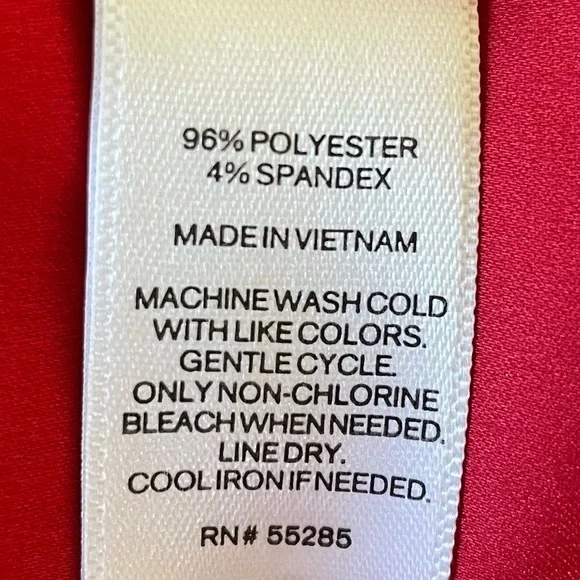 96% POLYESTER
4% SPANDEX
MADE IN VIETNAM
MACHINE WASH COLD
WITH LIKE COLORS.
GENTLE CYCLE.
ONLY NON-CHLORINE
BLEACH WHEN NEEDED.
LINE DRY.
COOL IRON IF NEEDED.
RN# 55285